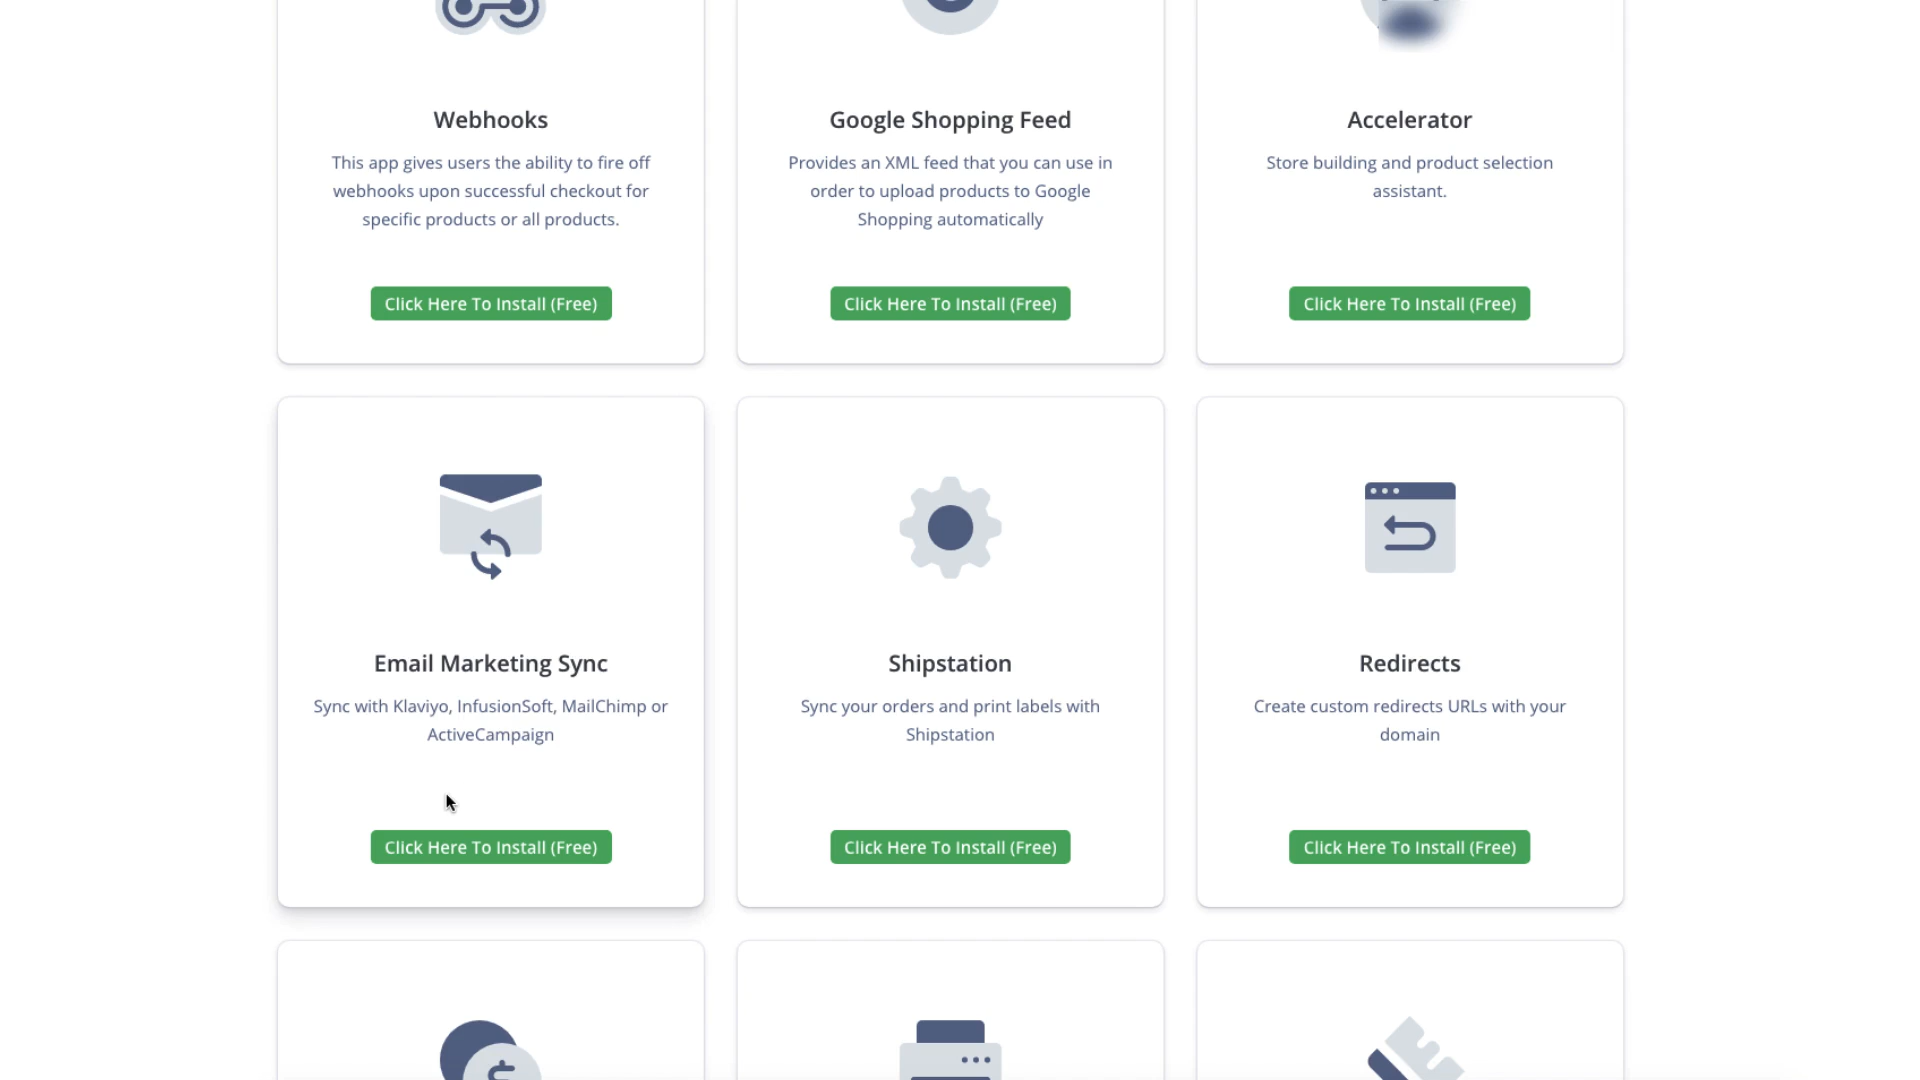 Webhooks
This app gives users the ability to fire off
webhooks upon successful checkout for
specific products or all products.
Click Here To Install (Free)
Google Shopping Feed
Provides an XML feed that you can use in
order to upload products to Google
Shopping automatically
Click Here To Install (Free)
Accelerator
Store building and product selection
assistant.
Click Here To Install (Free)
Email Marketing Sync
Sync with Klaviyo, InfusionSoft, MailChimp or
ActiveCampaign
Click Here To Install (Free)
Shipstation
Sync your orders and print labels with
Shipstation
Click Here To Install (Free)
Redirects
Create custom redirects URLs with your
domain
Click Here To Install (Free)